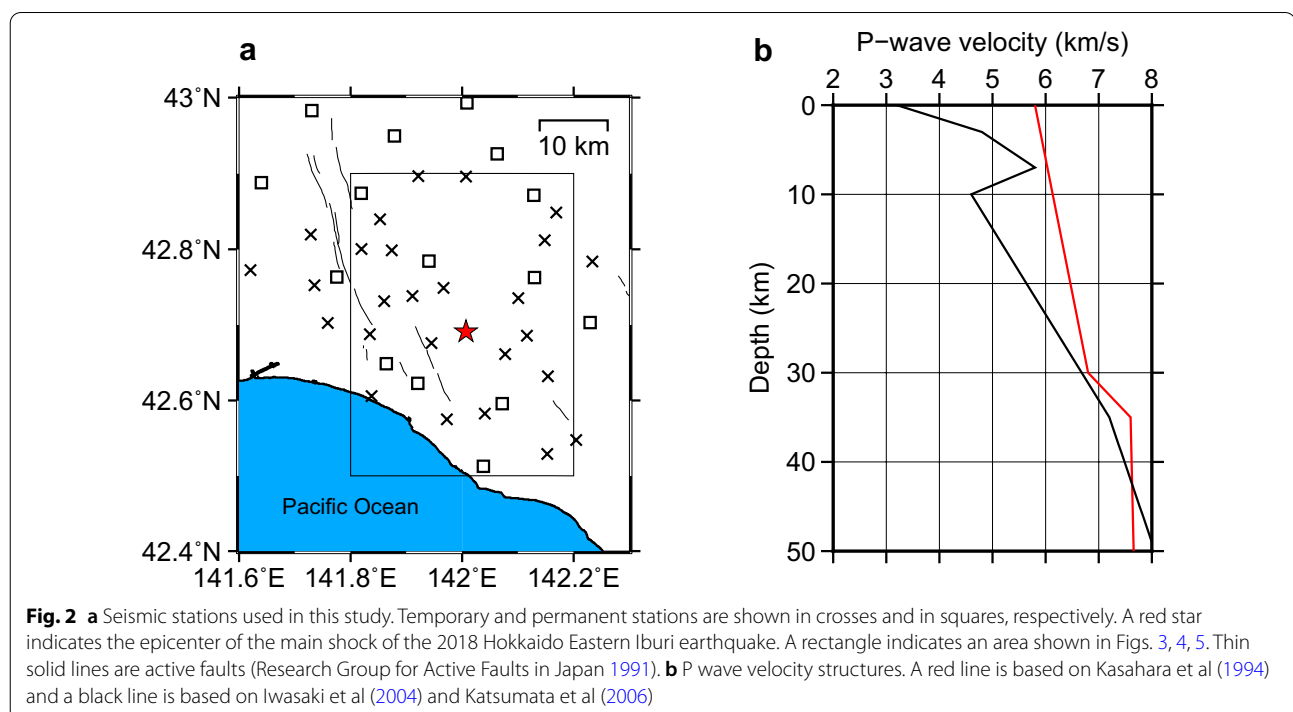 a
43°N
42.8°N
42.6°N
42.4°N
141.6°E 141.8°E 142°E 142.2°E
10 km
Pacific Ocean
b
P−wave velocity (km/s)
2 3 4 5 6 7 8
0
10
20
30
40
50
Depth (km)
Fig. 2 a Seismic stations used in this study. Temporary and permanent stations are shown in crosses and in squares, respectively. A red star
indicates the epicenter of the main shock of the 2018 Hokkaido Eastern Iburi earthquake. A rectangle indicates an area shown in Figs. 3, 4, 5. Thin
solid lines are active faults (Research Group for Active Faults in Japan 1991). b P wave velocity structures. A red line is based on Kasahara et al (1994)
and a black line is based on Iwasaki et al (2004) and Katsumata et al (2006)